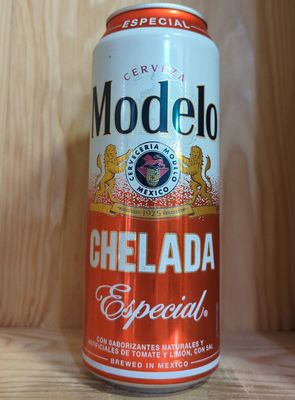 ESPECIAL
CERVEZA
Modelo
CERVECERIA MODELO
MEXICO
1925
CHELADA
Especial®
CON SABORIZANTES NATURALES Y
ARTIFICIALES DE TOMATE Y LIMÓN, CON SAL
BREWED IN MEXICO